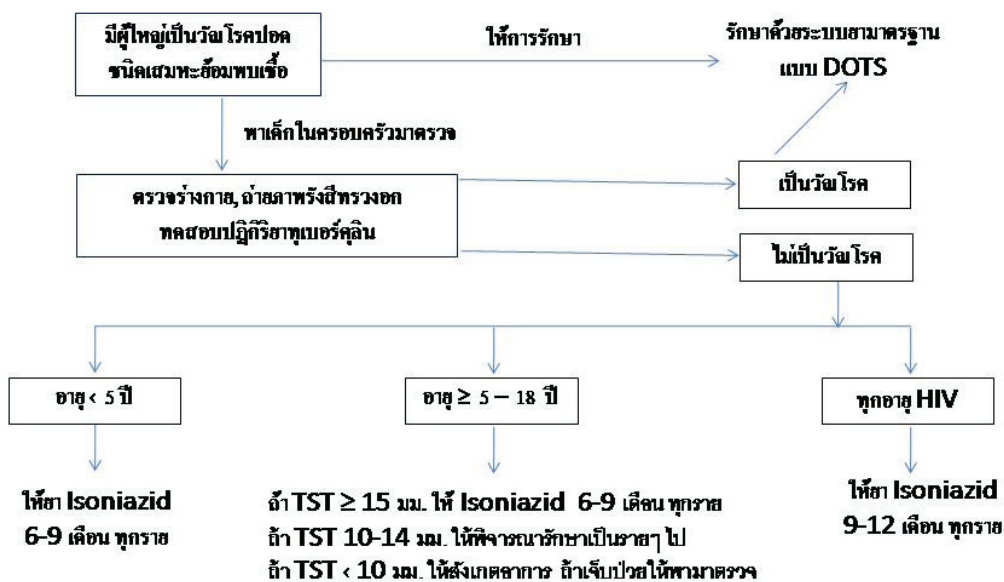 มีผู้ใหญ่เป็นวัณโรคปอด
ชนิดเสมหะย้อมพบเชื้อ
ให้การรักษา
รักษาด้วยระบบยามาตรฐาน
แบบ DOTS
พาเด็กในครอบครัวมาตรวจ
ตรวจร่างกาย, ถ่ายภาพรังสีทรวงอก
ทดสอบปฏิกิริยาทูเบอร์คุลิน
เป็นวัณโรค
ไม่เป็นวัณโรค
อายุ < 5 ปี
อายุ ≥ 5 – 18 ปี
ทุกอายุ HIV
ให้ยา Isoniazid
6-9 เดือน ทุกราย
ถ้า TST ≥ 15 มม. ให้ Isoniazid 6-9 เดือน ทุกราย
ถ้า TST 10-14 มม. ให้พิจารณารักษาเป็นรายๆ ไป
ถ้า TST < 10 มม. ให้สังเกตอาการ ถ้าเจ็บป่วยให้พามาตรวจ
ให้ยา Isoniazid
9-12 เดือน ทุกราย